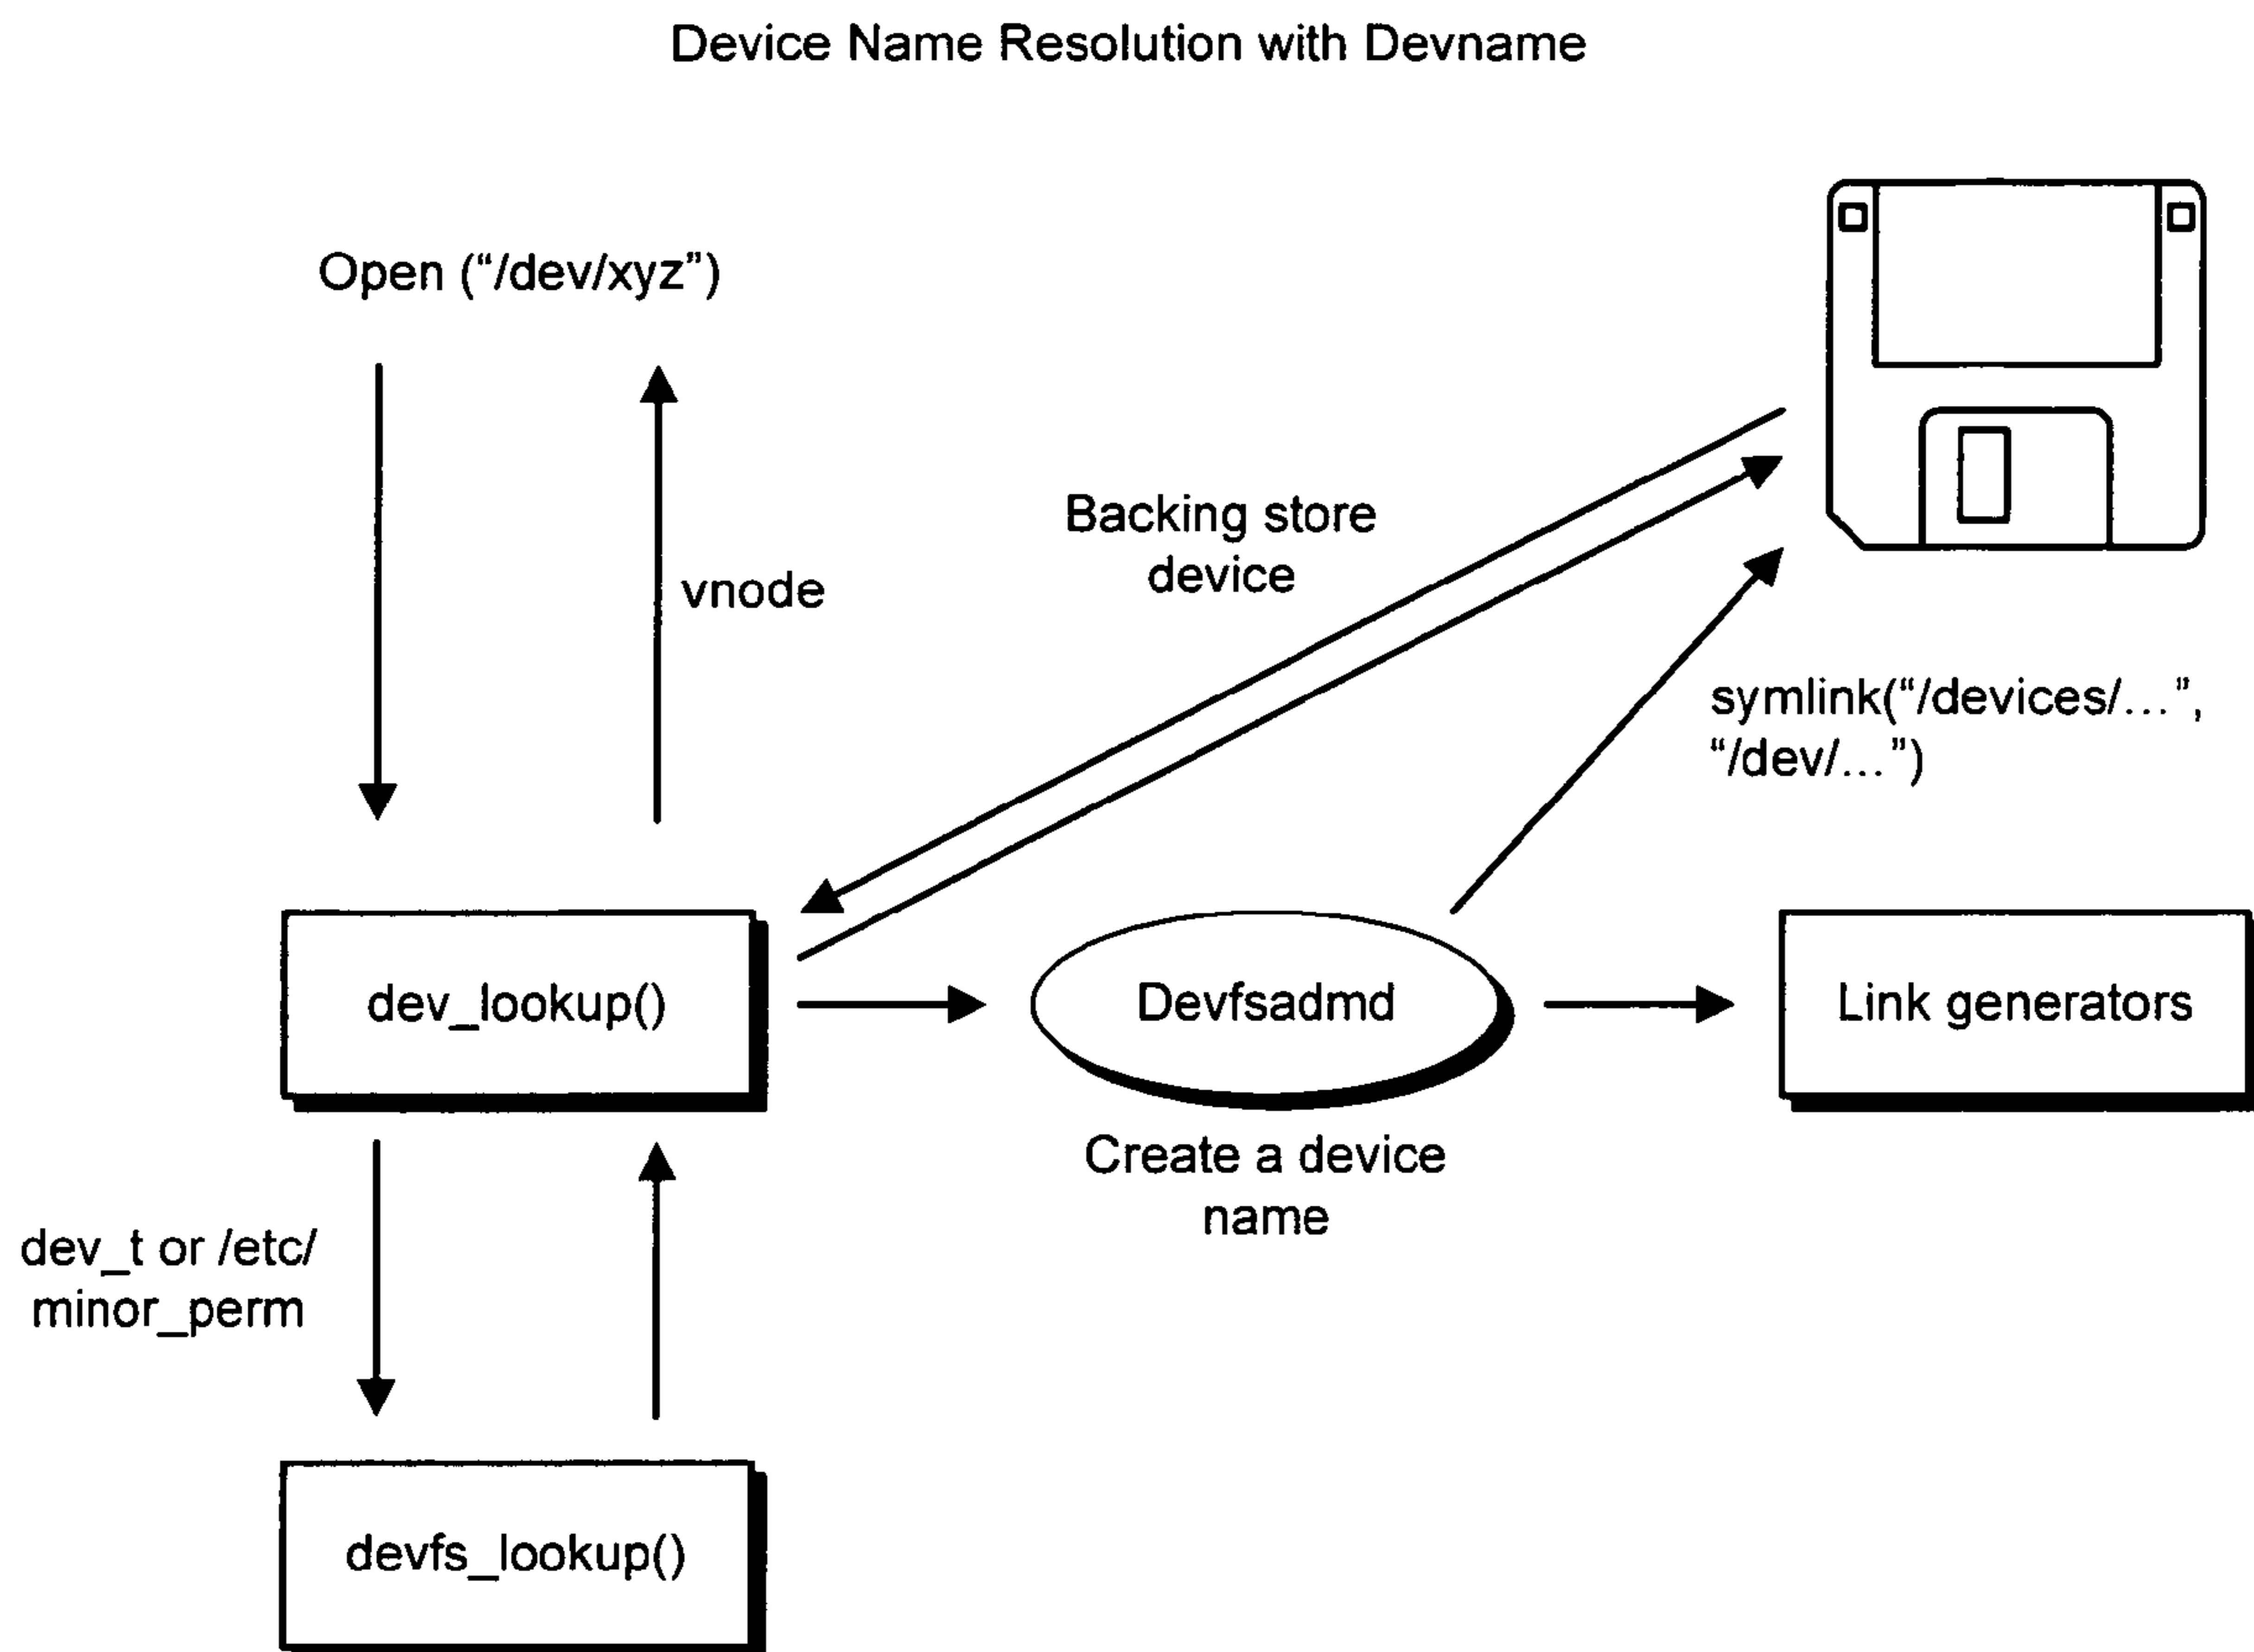 Device Name Resolution with Devname
Open (“/dev/xyz”)
vnode
Backing store
device
symlink(“/devices/…”,
“/dev/…”)
dev_lookup()
Devfsadmd
Link generators
Create a device
name
dev_t or /etc/
minor_perm
devfs_lookup()